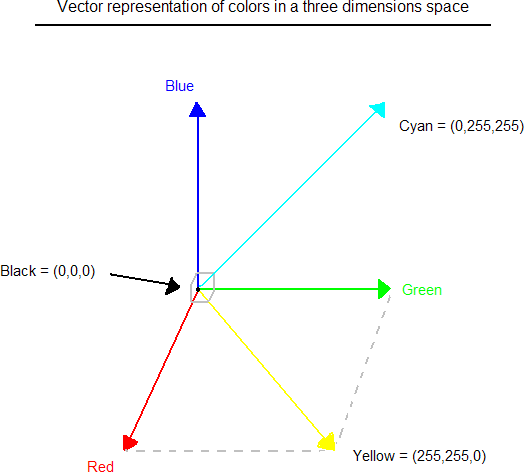 Vector representation of colors in a three dimensions space
Blue
Cyan = (0,255,255)
Black = (0,0,0)
Green
Yellow = (255,255,0)
Red